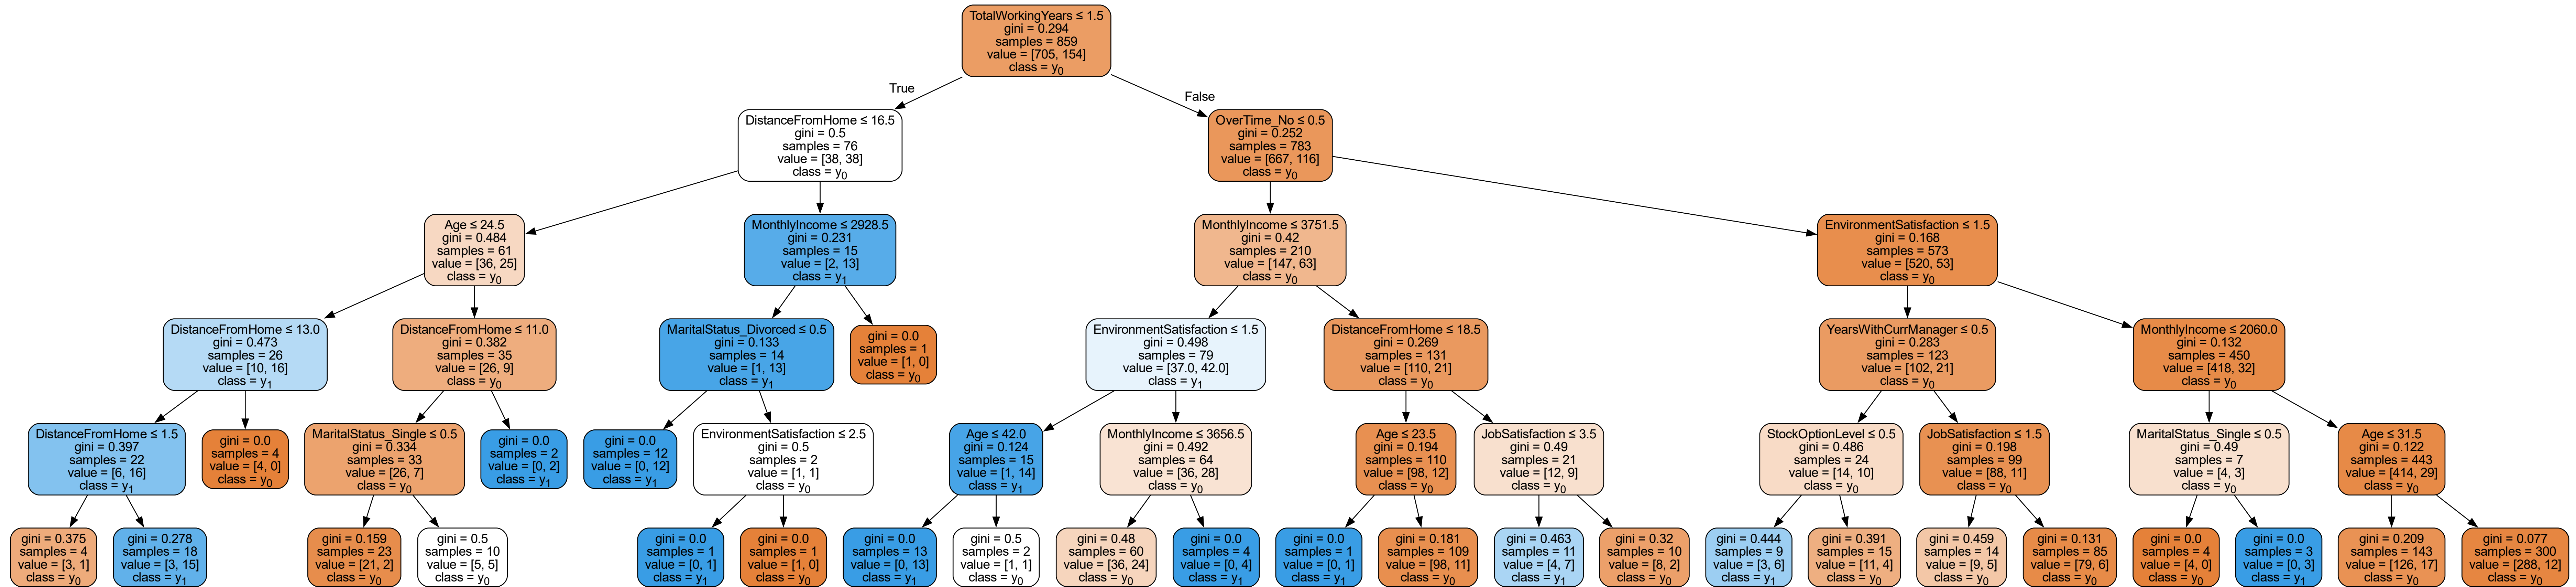 TotalWorkingYears ≤ 1.5
gini = 0.294
samples = 859
value = [705, 154]
class = y0
True
False
DistanceFromHome ≤ 16.5
gini = 0.5
samples = 76
value = [38, 38]
class = y0
OverTime_No ≤ 0.5
gini = 0.252
samples = 783
value = [667, 116]
class = y0
Age ≤ 24.5
gini = 0.484
samples = 61
value = [36, 25]
class = y0
MonthlyIncome ≤ 2928.5
gini = 0.231
samples = 15
value = [2, 13]
class = y1
MonthlyIncome ≤ 3751.5
gini = 0.42
samples = 210
value = [147, 63]
class = y0
EnvironmentSatisfaction ≤ 1.5
gini = 0.168
samples = 573
value = [520, 53]
class = y0
DistanceFromHome ≤ 13.0
gini = 0.473
samples = 26
value = [10, 16]
class = y1
DistanceFromHome ≤ 11.0
gini = 0.382
samples = 35
value = [26, 9]
class = y0
MaritalStatus_Divorced ≤ 0.5
gini = 0.133
samples = 14
value = [1, 13]
class = y1
gini = 0.0
samples = 1
value = [1, 0]
class = y0
EnvironmentSatisfaction ≤ 1.5
gini = 0.498
samples = 79
value = [37.0, 42.0]
class = y1
DistanceFromHome ≤ 18.5
gini = 0.269
samples = 131
value = [110, 21]
class = y0
YearsWithCurrManager ≤ 0.5
gini = 0.283
samples = 123
value = [102, 21]
class = y0
MonthlyIncome ≤ 2060.0
gini = 0.132
samples = 450
value = [418, 32]
class = y0
DistanceFromHome ≤ 1.5
gini = 0.397
samples = 22
value = [6, 16]
class = y1
gini = 0.0
samples = 4
value = [4, 0]
class = y0
MaritalStatus_Single ≤ 0.5
gini = 0.334
samples = 33
value = [26, 7]
class = y0
gini = 0.0
samples = 2
value = [0, 2]
class = y1
gini = 0.0
samples = 12
value = [0, 12]
class = y1
EnvironmentSatisfaction ≤ 2.5
gini = 0.5
samples = 2
value = [1, 1]
class = y0
Age ≤ 42.0
gini = 0.124
samples = 15
value = [1, 14]
class = y1
MonthlyIncome ≤ 3656.5
gini = 0.492
samples = 64
value = [36, 28]
class = y0
Age ≤ 23.5
gini = 0.194
samples = 110
value = [98, 12]
class = y0
JobSatisfaction ≤ 3.5
gini = 0.49
samples = 21
value = [12, 9]
class = y0
StockOptionLevel ≤ 0.5
gini = 0.486
samples = 24
value = [14, 10]
class = y0
JobSatisfaction ≤ 1.5
gini = 0.198
samples = 99
value = [88, 11]
class = y0
MaritalStatus_Single ≤ 0.5
gini = 0.49
samples = 7
value = [4, 3]
class = y0
Age ≤ 31.5
gini = 0.122
samples = 443
value = [414, 29]
class = y0
gini = 0.375
samples = 4
value = [3, 1]
class = y0
gini = 0.278
samples = 18
value = [3, 15]
class = y1
gini = 0.159
samples = 23
value = [21, 2]
class = y0
gini = 0.5
samples = 10
value = [5, 5]
class = y0
gini = 0.0
samples = 1
value = [0, 1]
class = y1
gini = 0.0
samples = 1
value = [1, 0]
class = y0
gini = 0.0
samples = 13
value = [0, 13]
class = y1
gini = 0.5
samples = 2
value = [1, 1]
class = y0
gini = 0.48
samples = 60
value = [36, 24]
class = y0
gini = 0.0
samples = 4
value = [0, 4]
class = y1
gini = 0.0
samples = 1
value = [0, 1]
class = y1
gini = 0.181
samples = 109
value = [98, 11]
class = y0
gini = 0.463
samples = 11
value = [4, 7]
class = y1
gini = 0.32
samples = 10
value = [8, 2]
class = y0
gini = 0.444
samples = 9
value = [3, 6]
class = y1
gini = 0.391
samples = 15
value = [11, 4]
class = y0
gini = 0.459
samples = 14
value = [9, 5]
class = y0
gini = 0.131
samples = 85
value = [79, 6]
class = y0
gini = 0.0
samples = 4
value = [4, 0]
class = y0
gini = 0.0
samples = 3
value = [0, 3]
class = y1
gini = 0.209
samples = 143
value = [126, 17]
class = y0
gini = 0.077
samples = 300
value = [288, 12]
class = y0